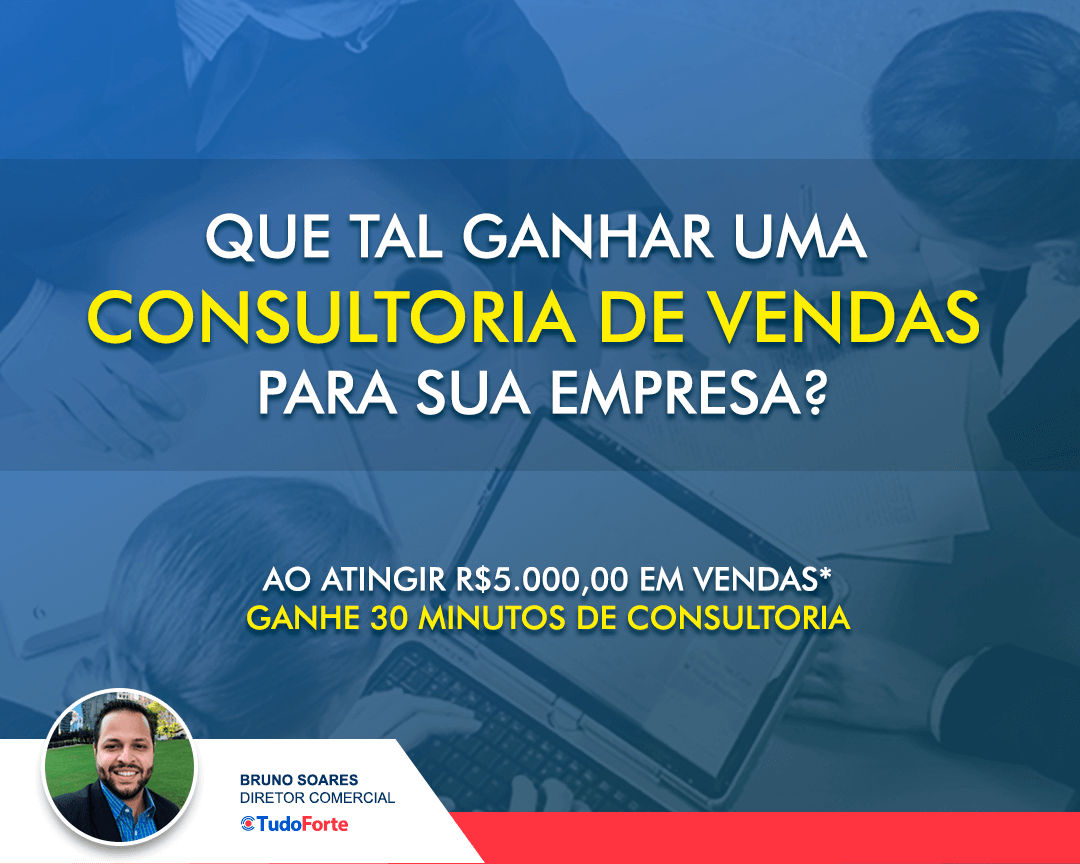 QUE TAL GANHAR UMA
CONSULTORIA DE VENDAS
PARA SUA EMPRESA?
AO ATINGIR R$5.000,00 EM VENDAS*
GANHE 30 MINUTOS DE CONSULTORIA
BRUNO SOARES
DIRETOR COMERCIAL
TudoForte